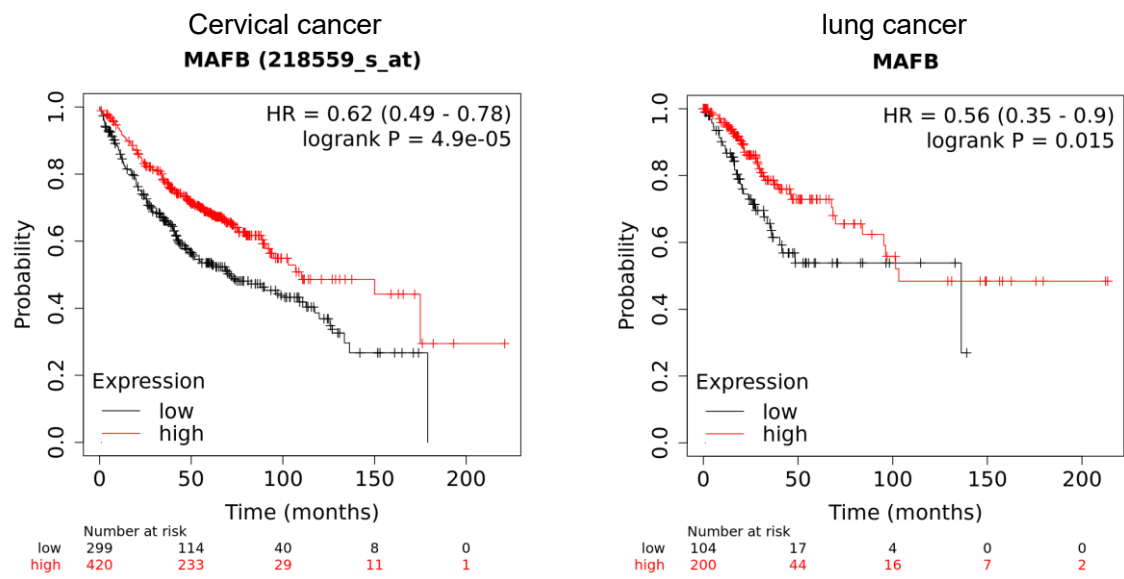 Cervical cancer
MAFB (218559_s_at)
HR = 0.62 (0.49 - 0.78)
logrank P = 4.9e-05
Probability
1.0
0.8
0.6
0.4
0.2
0.0
Expression
low
high
0 50 100 150 200
Time (months)
Number at risk
low 299 114 40 8 0
high 420 233 29 11 1
lung cancer
MAFB
HR = 0.56 (0.35 - 0.9)
logrank P = 0.015
Probability
1.0
0.8
0.6
0.4
0.2
0.0
Expression
low
high
0 50 100 150 200
Time (months)
Number at risk
low 104 17 4 0 0
high 200 44 16 7 2